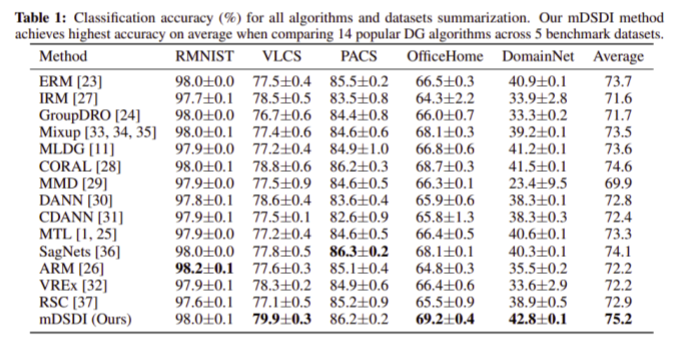 Table 1: Classification accuracy (%) for all algorithms and datasets summarization. Our mDSDI method
achieves highest accuracy on average when comparing 14 popular DG algorithms across 5 benchmark datasets.
Method RMNIST VLCS PACS OfficeHome DomainNet Average
ERM [23] 98.0±0.0 77.5±0.4 85.5±0.2 66.5±0.3 40.9±0.1 73.7
IRM [27] 97.7±0.1 78.5±0.5 83.5±0.8 64.3±2.2 33.9±2.8 71.6
GroupDRO [24] 98.0±0.0 76.7±0.6 84.4±0.8 66.0±0.7 33.3±0.2 71.7
Mixup [33, 34, 35] 98.0±0.1 77.4±0.6 84.6±0.6 68.1±0.3 39.2±0.1 73.5
MLDG [11] 97.9±0.0 77.2±0.4 84.9±1.0 66.8±0.6 41.2±0.1 73.6
CORAL [28] 98.0±0.1 78.8±0.6 86.2±0.3 68.7±0.3 41.5±0.1 74.6
MMD [29] 97.9±0.0 77.5±0.9 84.6±0.5 66.3±0.1 23.4±9.5 69.9
DANN [30] 97.8±0.1 78.6±0.4 83.6±0.4 65.9±0.6 38.3±0.1 72.8
CDANN [31] 97.9±0.1 77.5±0.1 82.6±0.9 65.8±1.3 38.3±0.3 72.4
MTL [1, 25] 97.9±0.0 77.2±0.4 84.6±0.5 66.4±0.5 40.6±0.1 73.3
SagNets [36] 98.0±0.0 77.8±0.5 86.3±0.2 68.1±0.1 40.3±0.1 74.1
ARM [26] 98.2±0.1 77.6±0.3 85.1±0.4 64.8±0.3 35.5±0.2 72.2
VREx [32] 97.9±0.1 78.3±0.2 84.9±0.6 66.4±0.6 33.6±2.9 72.2
RSC [37] 97.6±0.1 77.1±0.5 85.2±0.9 65.5±0.9 38.9±0.5 72.9
mDSDI (Ours) 98.0±0.1 79.9±0.3 86.2±0.2 69.2±0.4 42.8±0.1 75.2